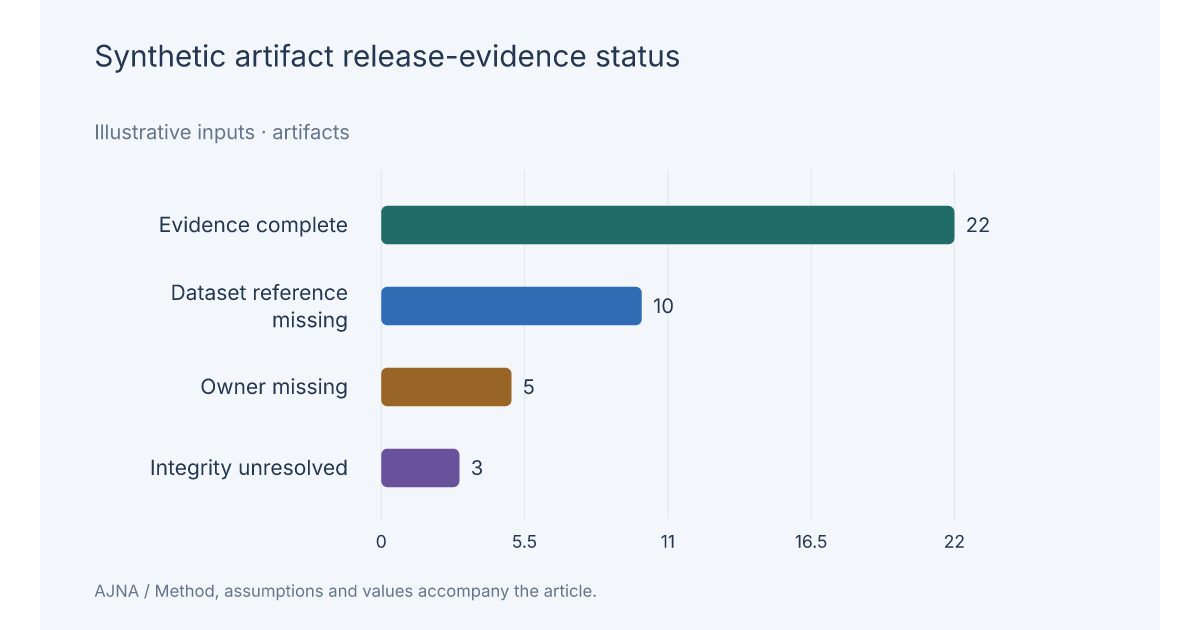 Synthetic artifact release-evidence status
Illustrative inputs · artifacts
Evidence complete
22
Dataset reference
missing
10
Owner missing
5
Integrity unresolved
3
0
5.5
11
16.5
22
AJNA / Method, assumptions and values accompany the article.